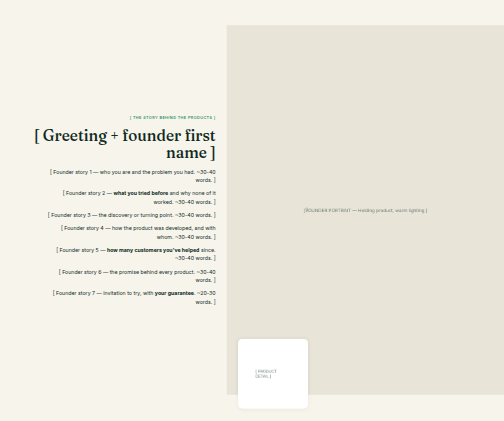 [ THE STORY BEHIND THE PRODUCTS ]
[ Greeting + founder first
name ]
[ Founder story 1 — who you are and the problem you had. ~30-40
words. ]
[ Founder story 2 — what you tried before and why none of it
worked. ~30-40 words. ]
[ Founder story 3 — the discovery or turning point. ~30-40 words. ]
[ Founder story 4 — how the product was developed, and with
whom. ~30-40 words. ]
[ Founder story 5 — how many customers you've helped since.
~30-40 words. ]
[ Founder story 6 — the promise behind every product. ~30-40
words. ]
[ Founder story 7 — invitation to try, with your guarantee. ~20-30
words. ]
[ FOUNDER PORTRAIT — Holding product, warm lighting ]
[ PRODUCT
DETAIL ]